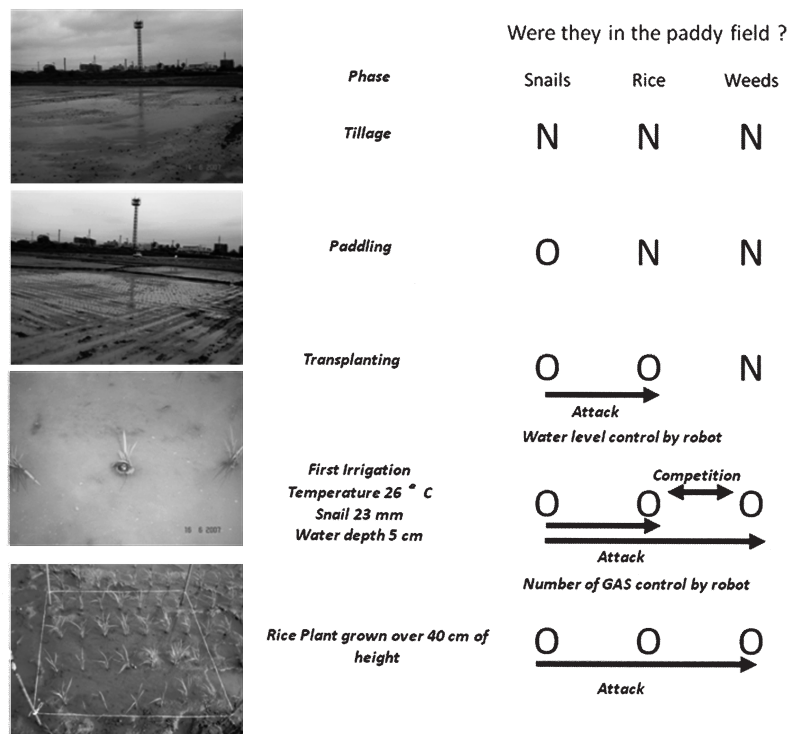 Were they in the paddy field ?
Phase Snails Rice Weeds
Tillage N N N
Paddling O N N
Transplanting O O N
Attack
Water level control by robot
First Irrigation
Temperature 26 ° C
Snail 23 mm
Water depth 5 cm
Competition
O O O
Attack
16 6 2007
Number of GAS control by robot
Rice Plant grown over 40 cm of
height
O O O
Attack